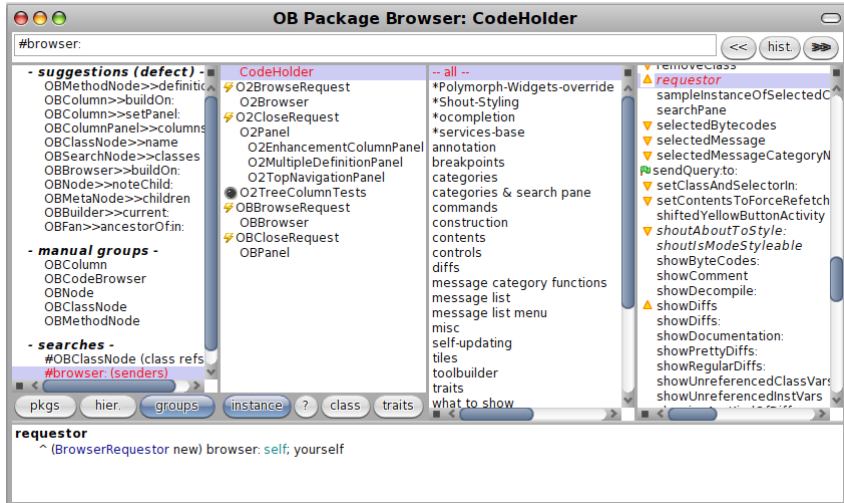 OB Package Browser: CodeHolder
#browser:
<<
hist.
>>
- suggestions (defect) -
OBMethodNode>>definitic
OBColumn>>buildOn:
OBColumn>>setPanel:
OBColumnPanel>>columns
OBClassNode>>name
OBSearchNode>>classes
OBBrowser>>buildOn:
OBNode>>noteChild:
OBMetaNode>>children
OBBuilder>>current:
OBFan>>ancestorOf:in:
- manual groups -
OBColumn
OBCodeBrowser
OBNode
OBClassNode
OBMethodNode
- searches -
#OBClassNode (class refs
#browser: (senders)
pkgs
hier.
groups
CodeHolder
O2BrowseRequest
O2Browser
O2CloseRequest
O2Panel
O2EnhancementColumnPanel
O2MultipleDefinitionPanel
O2TopNavigationPanel
O2TreeColumnTests
OBBrowseRequest
OBBrowser
OBCloseRequest
OBPanel
instance
?
class
traits
-- all --
*Polymorph-Widgets-override
*Shout-Styling
*ocompletion
*services-base
annotation
breakpoints
categories
categories & search pane
commands
construction
contents
controls
diffs
message category functions
message list
message list menu
misc
self-updating
tiles
toolbuilder
traits
what to show
removeClass
requestor
sampleInstanceOfSelectedC
searchPane
selectedBytecodes
selectedMessage
selectedMessageCategoryN
sendQuery:to:
setClassAndSelectorIn:
setContentsToForceRefetch
shiftedYellowButtonActivity
shoutAboutToStyle:
shoutIsModeStyleable
showByteCodes:
showComment
showDecompile:
showDiffs
showDiffs:
showDocumentation:
showPrettyDiffs:
showRegularDiffs:
showUnreferencedClassVars
showUnreferencedInstVars
requestor
^ (BrowserRequestor new) browser: self; yourself